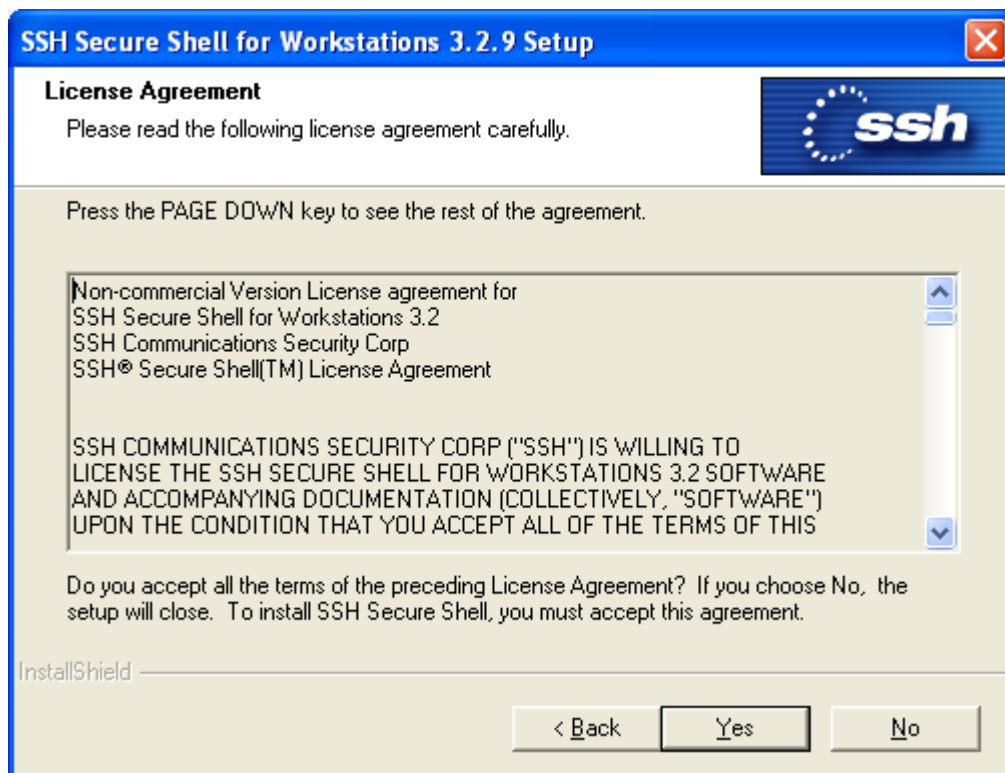 SSH Secure Shell for Workstations 3.2.9 Setup
License Agreement
Please read the following license agreement carefully.
ssh
Press the PAGE DOWN key to see the rest of the agreement.
Non-commercial Version License agreement for
SSH Secure Shell for Workstations 3.2
SSH Communications Security Corp
SSH® Secure Shell(TM) License Agreement
SSH COMMUNICATIONS SECURITY CORP ("SSH") IS WILLING TO
LICENSE THE SSH SECURE SHELL FOR WORKSTATIONS 3.2 SOFTWARE
AND ACCOMPANYING DOCUMENTATION (COLLECTIVELY, "SOFTWARE")
UPON THE CONDITION THAT YOU ACCEPT ALL OF THE TERMS OF THIS
Do you accept all the terms of the preceding License Agreement?  If you choose No,  the
setup will close.  To install SSH Secure Shell, you must accept this agreement.
InstallShield
< Back
Yes
No